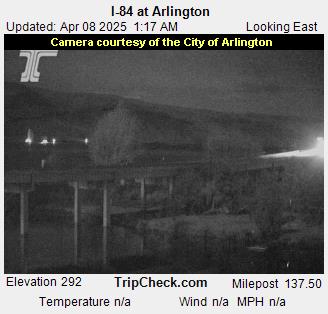 I-84 at Arlington
Updated: Apr 08 2025 1:17 AM Looking East
Camera courtesy of the City of Arlington
Elevation 292 TripCheck.com Milepost 137.50
Temperature n/a Wind n/a MPH n/a